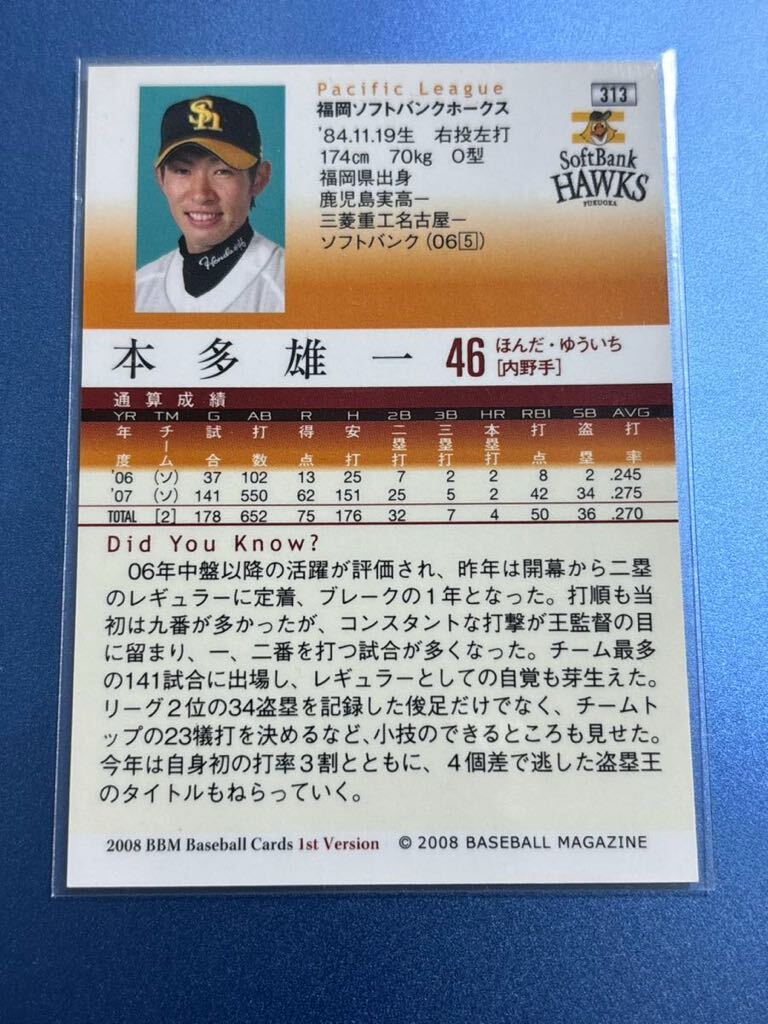 Pacific League
福岡ソフトバンクホークス
'84.11.19生 右投左打
174cm 70kg O型
福岡県出身
鹿児島実高ー
三菱重工名古屋ー
ソフトバンク(06[5])
313
SoftBank
HAWKS
FUKUOKA
Sh
Honda
本多雄一 46 ほんだ・ゆういち
[内野手]
通算成績
YR TM G AB R H 2B 3B HR RBI SB AVG
年度 チーム 試合 打数 得点 安打 二塁打 三塁打 本塁打 打点 盗塁 打率
'06 (ソ) 37 102 13 25 7 2 2 8 2 .245
'07 (ソ) 141 550 62 151 25 5 2 42 34 .275
TOTAL [2] 178 652 75 176 32 7 4 50 36 .270
Did You Know?
06年中盤以降の活躍が評価され、昨年は開幕から二塁
のレギュラーに定着、ブレークの1年となった。打順も当
初は九番が多かったが、コンスタントな打撃が王監督の目
に留まり、一、二番を打つ試合が多くなった。チーム最多
の141試合に出場し、レギュラーとしての自覚も芽生えた。
リーグ2位の34盗塁を記録した俊足だけでなく、チームト
ップの23犠打を決めるなど、小技のできるところも見せた。
今年は自身初の打率3割とともに、4個差で逃した盗塁王
のタイトルもねらっていく。
2008 BBM Baseball Cards 1st Version © 2008 BASEBALL MAGAZINE